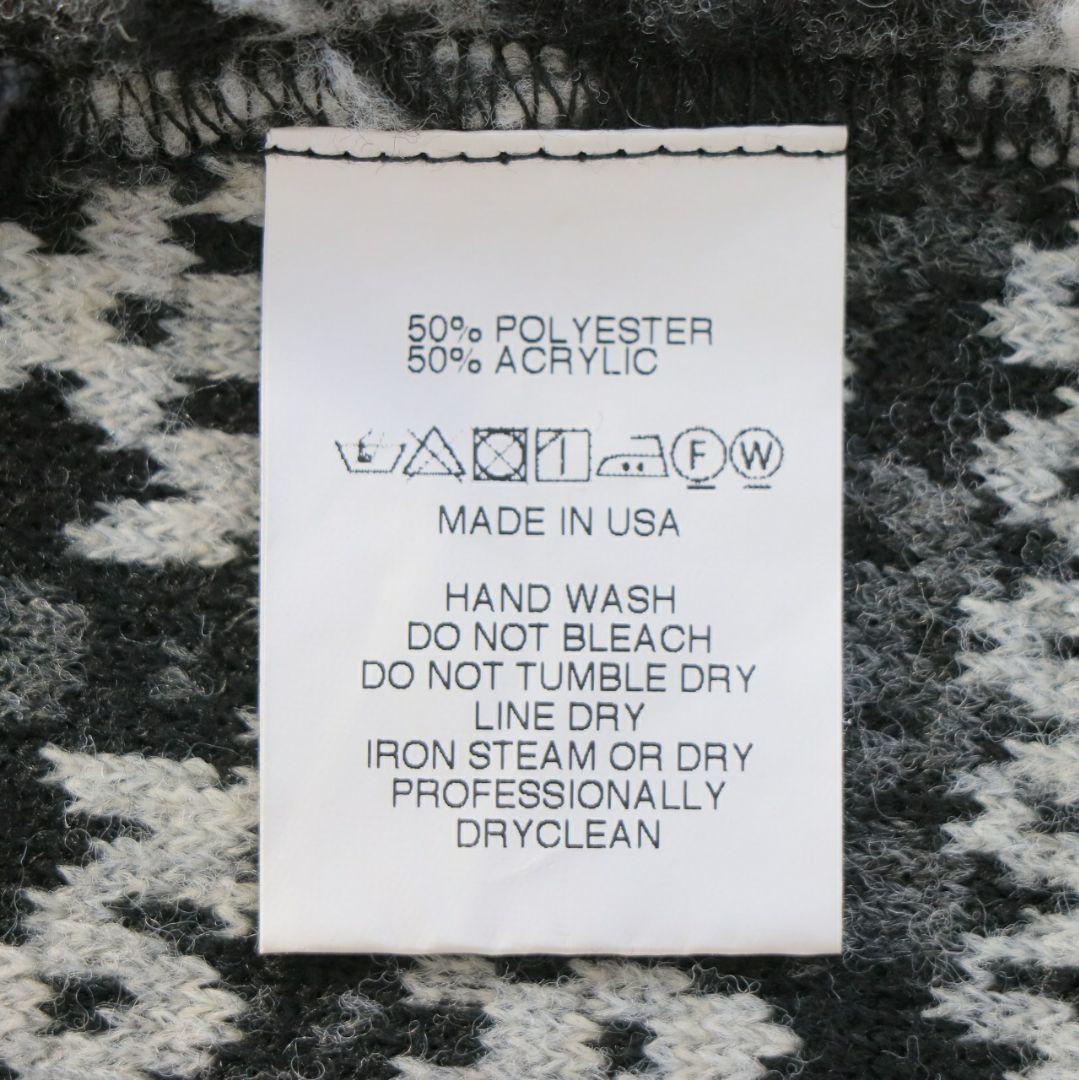 50% POLYESTER
50% ACRYLIC
F W
MADE IN USA
HAND WASH
DO NOT BLEACH
DO NOT TUMBLE DRY
LINE DRY
IRON STEAM OR DRY
PROFESSIONALLY
DRYCLEAN